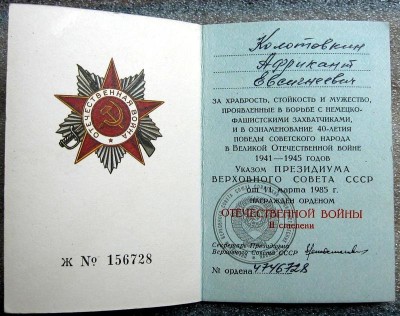 ОТЕЧЕСТВЕННАЯ ВОЙНА
Ж № 156728
Колотовкин
Африкант
Евсигнеевич
ЗА ХРАБРОСТЬ, СТОЙКОСТЬ И МУЖЕСТВО,
ПРОЯВЛЕННЫЕ В БОРЬБЕ С НЕМЕЦКО-
ФАШИСТСКИМИ ЗАХВАТЧИКАМИ,
И В ОЗНАМЕНОВАНИЕ 40-ЛЕТИЯ
ПОБЕДЫ СОВЕТСКОГО НАРОДА
В ВЕЛИКОЙ ОТЕЧЕСТВЕННОЙ ВОЙНЕ
1941—1945 ГОДОВ
Указом ПРЕЗИДИУМА
ВЕРХОВНОГО СОВЕТА СССР
от 11 марта 1985 г.
НАГРАЖДЕН ОРДЕНОМ
ОТЕЧЕСТВЕННОЙ ВОЙНЫ
II степени
Секретарь Президиума
Верховного Совета СССР
№ ордена 4746728